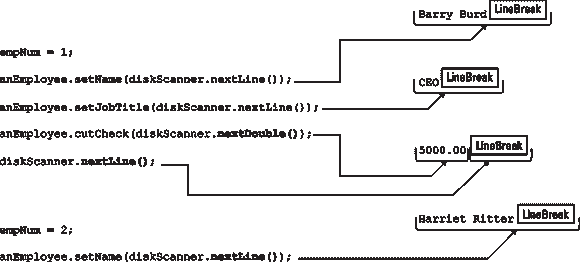 Barry Burd LineBreak
empNum = 1;
anEmployee.setName(diskScanner.nextLine());
CEO LineBreak
anEmployee.setJobTitle(diskScanner.nextLine());
anEmployee.cutCheck(diskScanner.nextDouble());
5000.00 LineBreak
diskScanner.nextLine();
Harriet Ritter LineBreak
empNum = 2;
anEmployee.setName(diskScanner.nextLine());